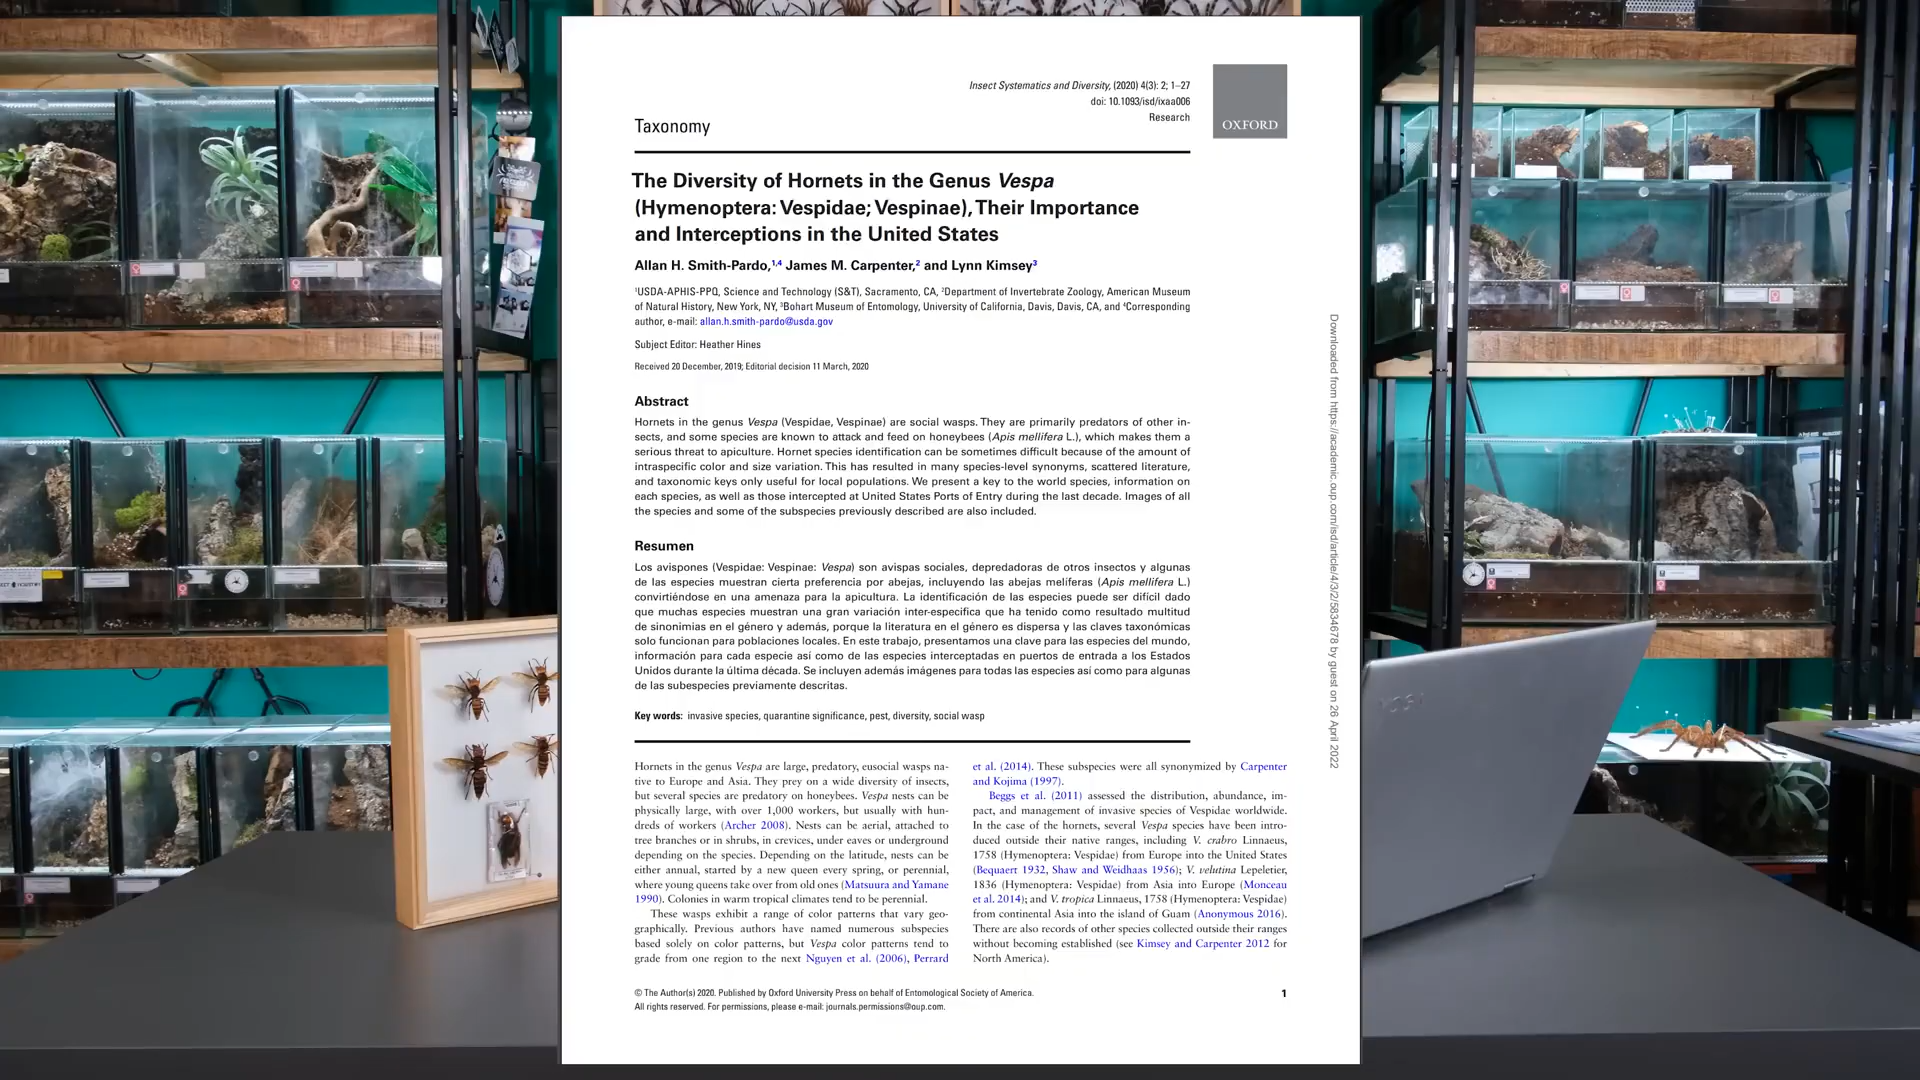 Insect Systematics and Diversity, (2020) 4(3): 2; 1–27
doi: 10.1093/isd/ixaa006
Research
OXFORD
Taxonomy
The Diversity of Hornets in the Genus Vespa
(Hymenoptera: Vespidae; Vespinae), Their Importance
and Interceptions in the United States
Allan H. Smith-Pardo,1,4 James M. Carpenter,2 and Lynn Kimsey3
1USDA-APHIS-PPQ, Science and Technology (S&T), Sacramento, CA, 2Department of Invertebrate Zoology, American Museum
of Natural History, New York, NY, 3Bohart Museum of Entomology, University of California, Davis, Davis, CA, and 4Corresponding
author, e-mail: allan.h.smith-pardo@usda.gov
Subject Editor: Heather Hines
Received 20 December, 2019; Editorial decision 11 March, 2020
Abstract
Hornets in the genus Vespa (Vespidae, Vespinae) are social wasps. They are primarily predators of other in-
sects, and some species are known to attack and feed on honeybees (Apis mellifera L.), which makes them a
serious threat to apiculture. Hornet species identification can be sometimes difficult because of the amount of
intraspecific color and size variation. This has resulted in many species-level synonyms, scattered literature,
and taxonomic keys only useful for local populations. We present a key to the world species, information on
each species, as well as those intercepted at United States Ports of Entry during the last decade. Images of all
the species and some of the subspecies previously described are also included.
Resumen
Los avispones (Vespidae: Vespinae: Vespa) son avispas sociales, depredadoras de otros insectos y algunas
de las especies muestran cierta preferencia por abejas, incluyendo las abejas melíferas (Apis mellifera L.)
convirtiéndose en una amenaza para la apicultura. La identificación de las especies puede ser difícil dado
que muchas especies muestran una gran variación inter-especifica que ha tenido como resultado multitud
de sinonimias en el género y además, porque la literatura en el género es dispersa y las claves taxonómicas
solo funcionan para poblaciones locales. En este trabajo, presentamos una clave para las especies del mundo,
información para cada especie así como de las especies interceptadas en puertos de entrada a los Estados
Unidos durante la última década. Se incluyen además imágenes para todas las especies así como para algunas
de las subespecies previamente descritas.
Key words: invasive species, quarantine significance, pest, diversity, social wasp
Hornets in the genus Vespa are large, predatory, eusocial wasps na-
tive to Europe and Asia. They prey on a wide diversity of insects,
but several species are predatory on honeybees. Vespa nests can be
physically large, with over 1,000 workers, but usually with hun-
dreds of workers (Archer 2008). Nests can be aerial, attached to
tree branches or in shrubs, in crevices, under eaves or underground
depending on the species. Depending on the latitude, nests can be
either annual, started by a new queen every spring, or perennial,
where young queens take over from old ones (Matsuura and Yamane
1990). Colonies in warm tropical climates tend to be perennial.
These wasps exhibit a range of color patterns that vary geo-
graphically. Previous authors have named numerous subspecies
based solely on color patterns, but Vespa color patterns tend to
grade from one region to the next Nguyen et al. (2006), Perrard
et al. (2014). These subspecies were all synonymized by Carpenter
and Kojima (1997).
Beggs et al. (2011) assessed the distribution, abundance, im-
pact, and management of invasive species of Vespidae worldwide.
In the case of the hornets, several Vespa species have been intro-
duced outside their native ranges, including V. crabro Linnaeus,
1758 (Hymenoptera: Vespidae) from Europe into the United States
(Bequaert 1932, Shaw and Weidhaas 1956); V. velutina Lepeletier,
1836 (Hymenoptera: Vespidae) from Asia into Europe (Monceau
et al. 2014); and V. tropica Linnaeus, 1758 (Hymenoptera: Vespidae)
from continental Asia into the island of Guam (Anonymous 2016).
There are also records of other species collected outside their ranges
without becoming established (see Kimsey and Carpenter 2012 for
North America).
© The Author(s) 2020. Published by Oxford University Press on behalf of Entomological Society of America.
All rights reserved. For permissions, please e-mail: journals.permissions@oup.com.
1
Downloaded from https://academic.oup.com/isd/article/4/3/2/5834678 by guest on 26 April 2022